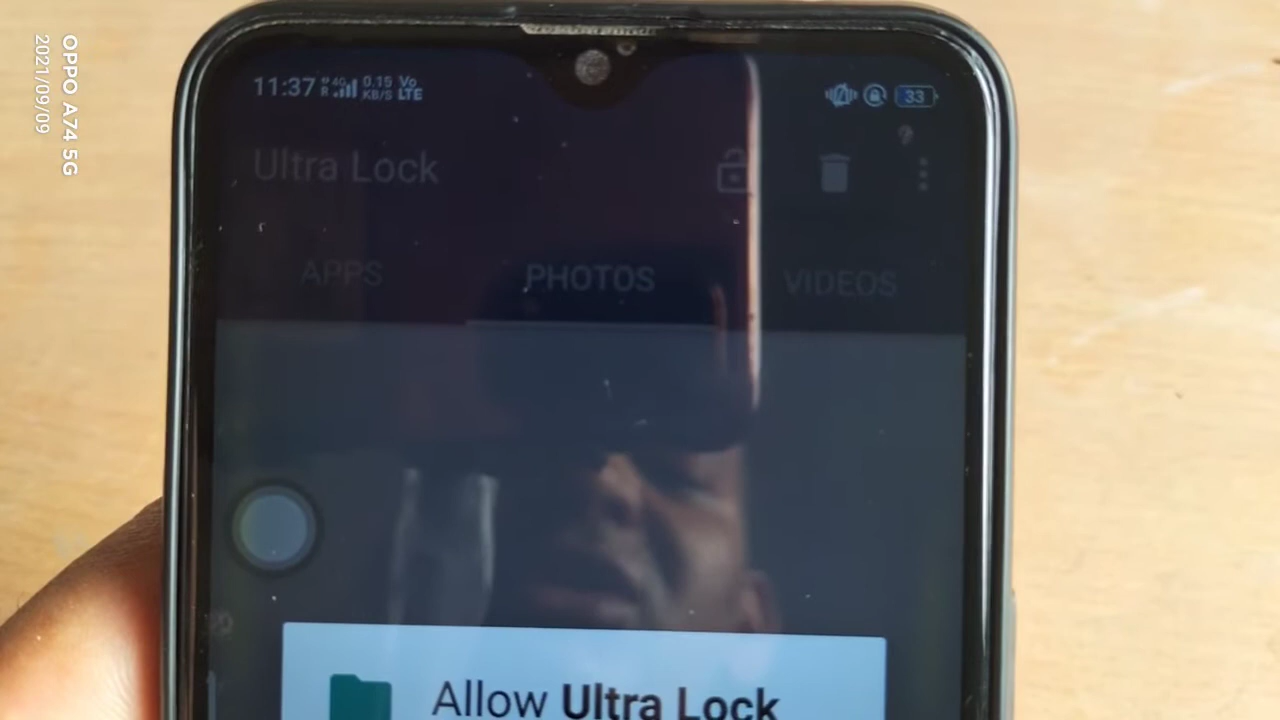 OPPO A74 5G
2021/09/09
11:37 4G 0.15 KB/S Vo LTE 33
Ultra Lock
APPS PHOTOS VIDEOS
Allow Ultra Lock